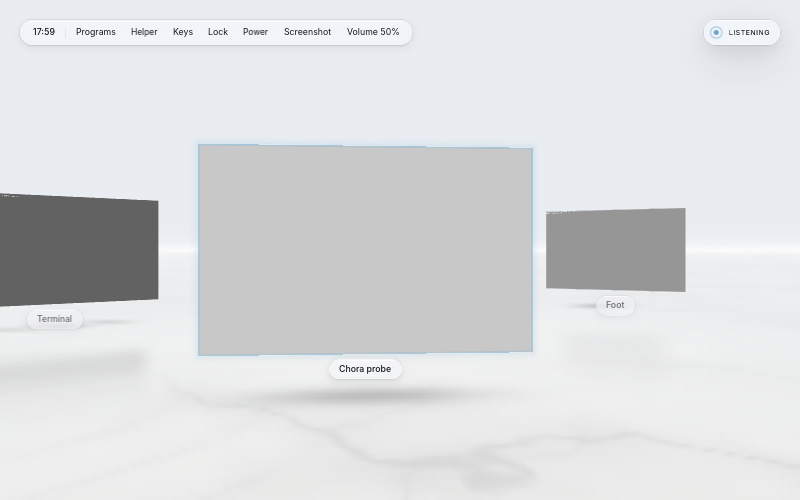 17:59 Programs Helper Keys Lock Power Screenshot Volume 50%
LISTENING
Terminal
Foot
Chora probe